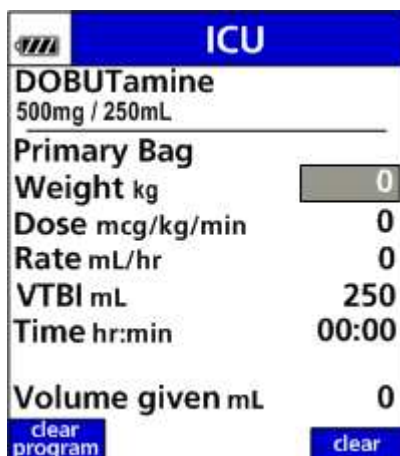 ICU
DOBUTamine
500mg / 250mL
Primary Bag
Weight kg 0
Dose mcg/kg/min 0
Rate mL/hr 0
VTBI mL 250
Time hr:min 00:00
Volume given mL 0
clear program clear